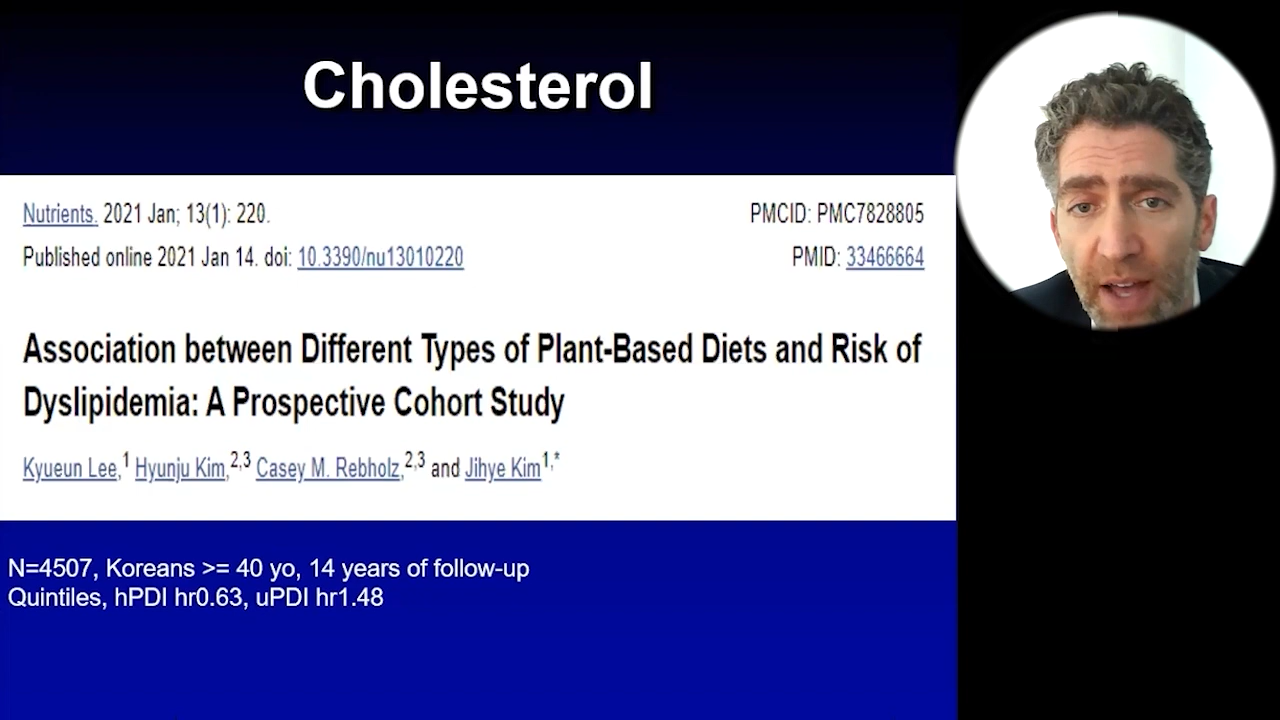 Cholesterol
Nutrients. 2021 Jan; 13(1): 220.
PMCID: PMC7828805
Published online 2021 Jan 14. doi: 10.3390/nu13010220
PMID: 33466664
Association between Different Types of Plant-Based Diets and Risk of
Dyslipidemia: A Prospective Cohort Study
Kyueun Lee,1 Hyunju Kim,2,3 Casey M. Rebholz,2,3 and Jihye Kim1,*
N=4507, Koreans >= 40 yo, 14 years of follow-up
Quintiles, hPDI hr0.63, uPDI hr1.48